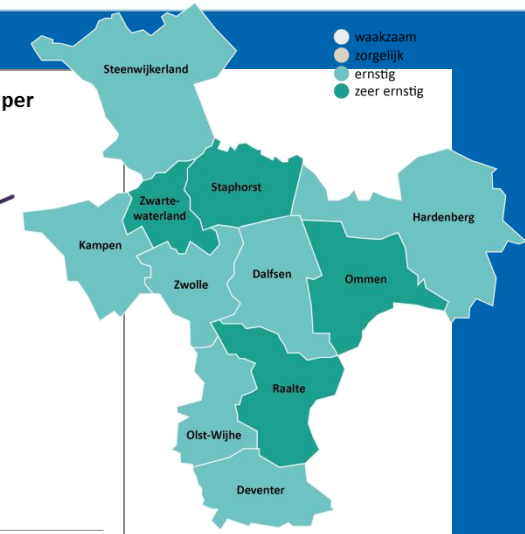 waakzaam
zorgelijk
ernstig
zeer ernstig
per
Steenwijkerland
Staphorst
Zwarte-
waterland
Hardenberg
Kampen
Zwolle
Dalfsen
Ommen
Raalte
Olst-Wijhe
Deventer